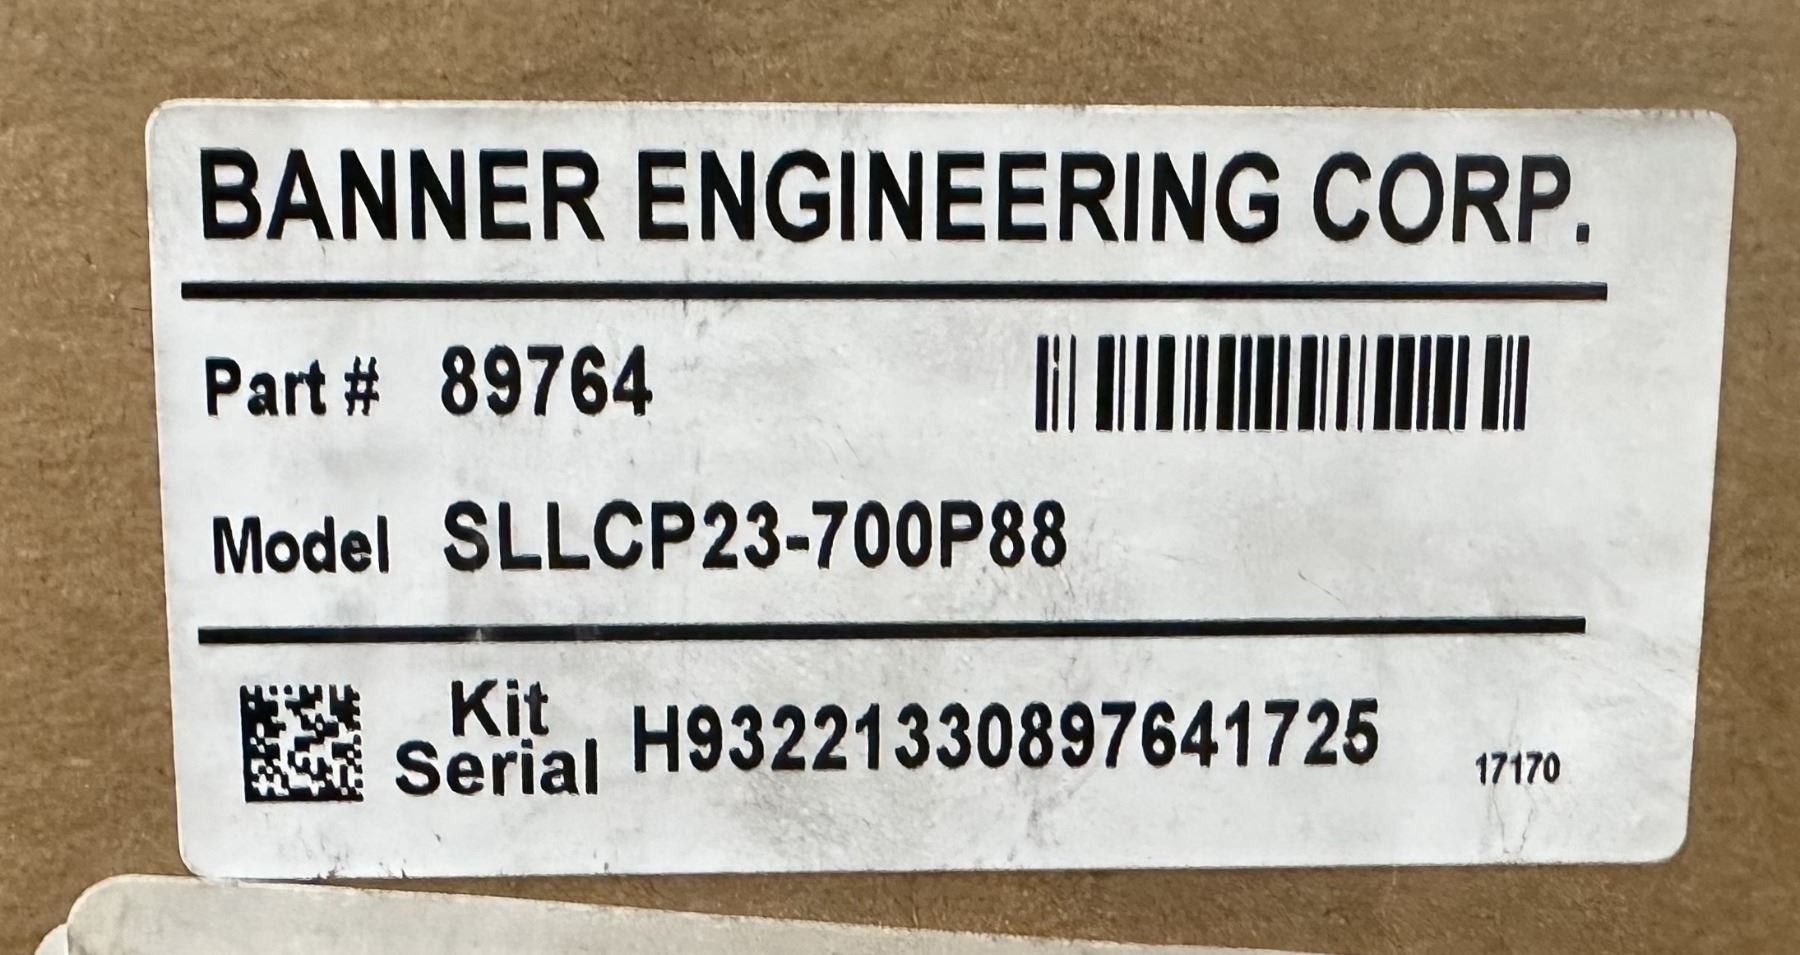 BANNER ENGINEERING CORP.
Part # 89764
Model SLLCP23-700P88
Kit
Serial H93221330897641725
17170